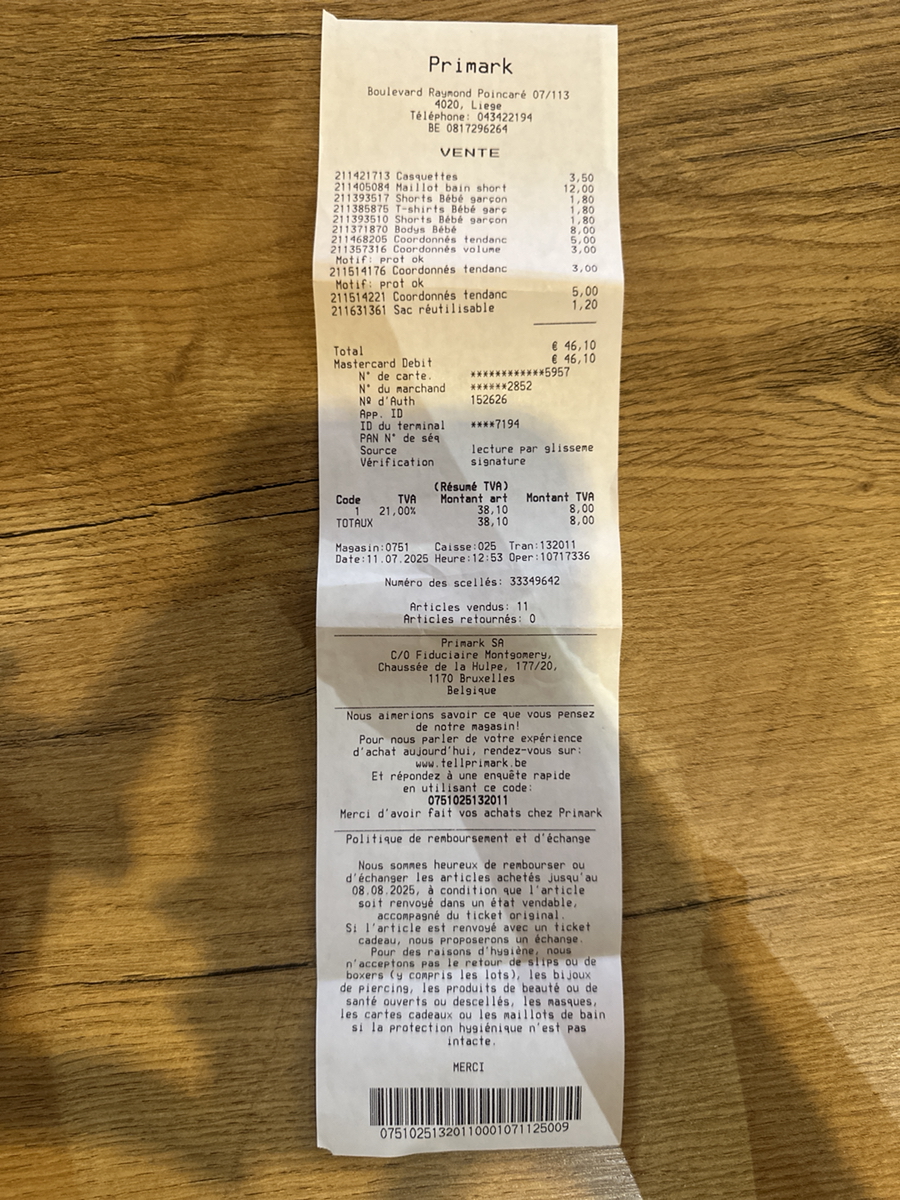 Primark
Boulevard Raymond Poincaré 07/113
4020, Liege
Téléphone: 043422194
BE 0817296264
VENTE
211421713 Casquettes 3,50
211405084 Maillot bain short 12,00
211393517 Shorts Bébé garçon 1,80
211385875 T-shirts Bébé garç 1,80
211393510 Shorts Bébé garçon 1,80
211371870 Bodys Bébé 8,00
211468205 Coordonnés tendanc 5,00
211357316 Coordonnés volume 3,00
Motif: prot ok
211514176 Coordonnés tendanc 3,00
Motif: prot ok
211514221 Coordonnés tendanc 5,00
211631361 Sac réutilisable 1,20
Total € 46,10
Mastercard Debit € 46,10
N° de carte. ************5957
N° du marchand ******2852
Nº d'Auth 152626
App. ID
ID du terminal ****7194
PAN N° de séq
Source lecture par glisseme
Vérification signature
(Résumé TVA)
Code TVA Montant art Montant TVA
1 21,00% 38,10 8,00
TOTAUX 38,10 8,00
Magasin:0751 Caisse:025 Tran:132011
Date:11.07.2025 Heure:12:53 Oper:10717336
Numéro des scellés: 33349642
Articles vendus: 11
Articles retournés: 0
Primark SA
C/O Fiduciaire Montgomery,
Chaussée de la Hulpe, 177/20,
1170 Bruxelles
Belgique
Nous aimerions savoir ce que vous pensez
de notre magasin!
Pour nous parler de votre expérience
d'achat aujourd'hui, rendez-vous sur:
www.tellprimark.be
Et répondez à une enquête rapide
en utilisant ce code:
0751025132011
Merci d'avoir fait vos achats chez Primark
Politique de remboursement et d'échange
Nous sommes heureux de rembourser ou
d'échanger les articles achetés jusqu'au
08.08.2025, à condition que l'article
soit renvoyé dans un état vendable,
accompagné du ticket original.
Si l'article est renvoyé avec un ticket
cadeau, nous proposerons un échange.
Pour des raisons d'hygiène, nous
n'acceptons pas le retour de slips ou de
boxers (y compris les lots), les bijoux
de piercing, les produits de beauté ou de
santé ouverts ou descellés, les masques,
les cartes cadeaux ou les maillots de bain
si la protection hygiénique n'est pas
intacte.
MERCI
07510251320110001071125009